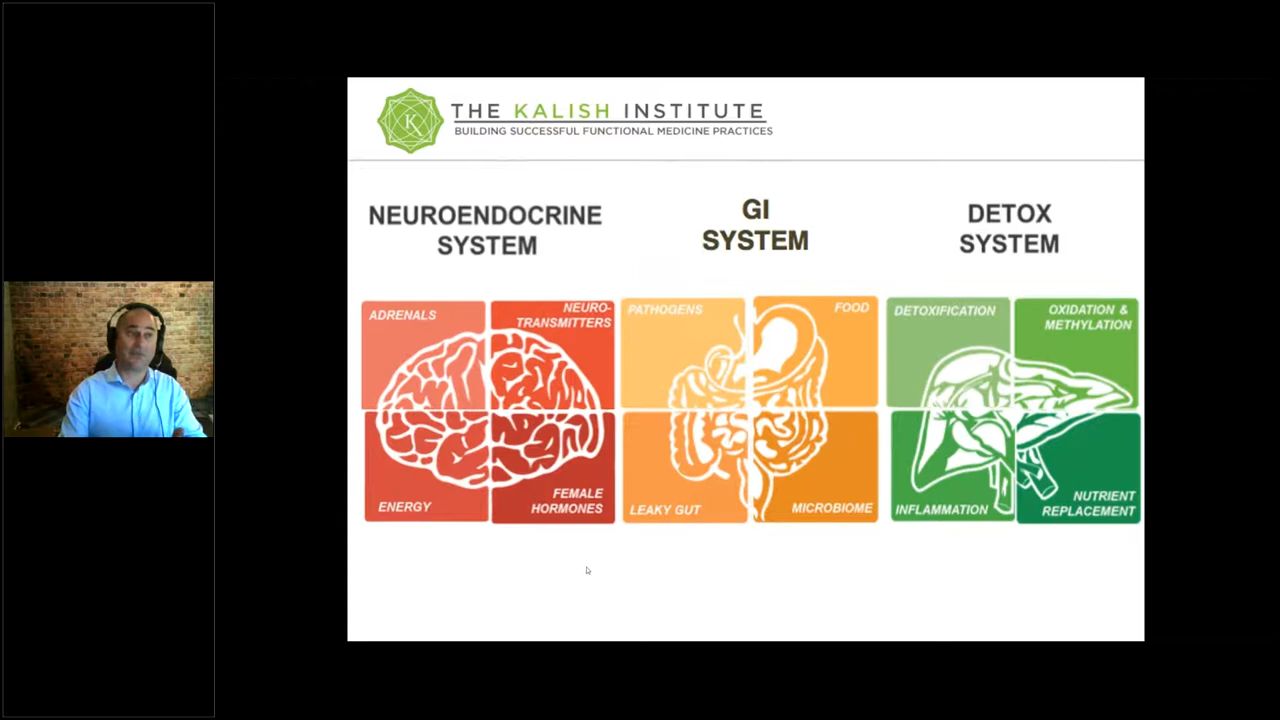 K
THE KALISH INSTITUTE
BUILDING SUCCESSFUL FUNCTIONAL MEDICINE PRACTICES
NEUROENDOCRINE
SYSTEM
ADRENALS
NEURO-
TRANSMITTERS
ENERGY
FEMALE
HORMONES
GI
SYSTEM
PATHOGENS
FOOD
LEAKY GUT
MICROBIOME
DETOX
SYSTEM
DETOXIFICATION
OXIDATION &
METHYLATION
INFLAMMATION
NUTRIENT
REPLACEMENT